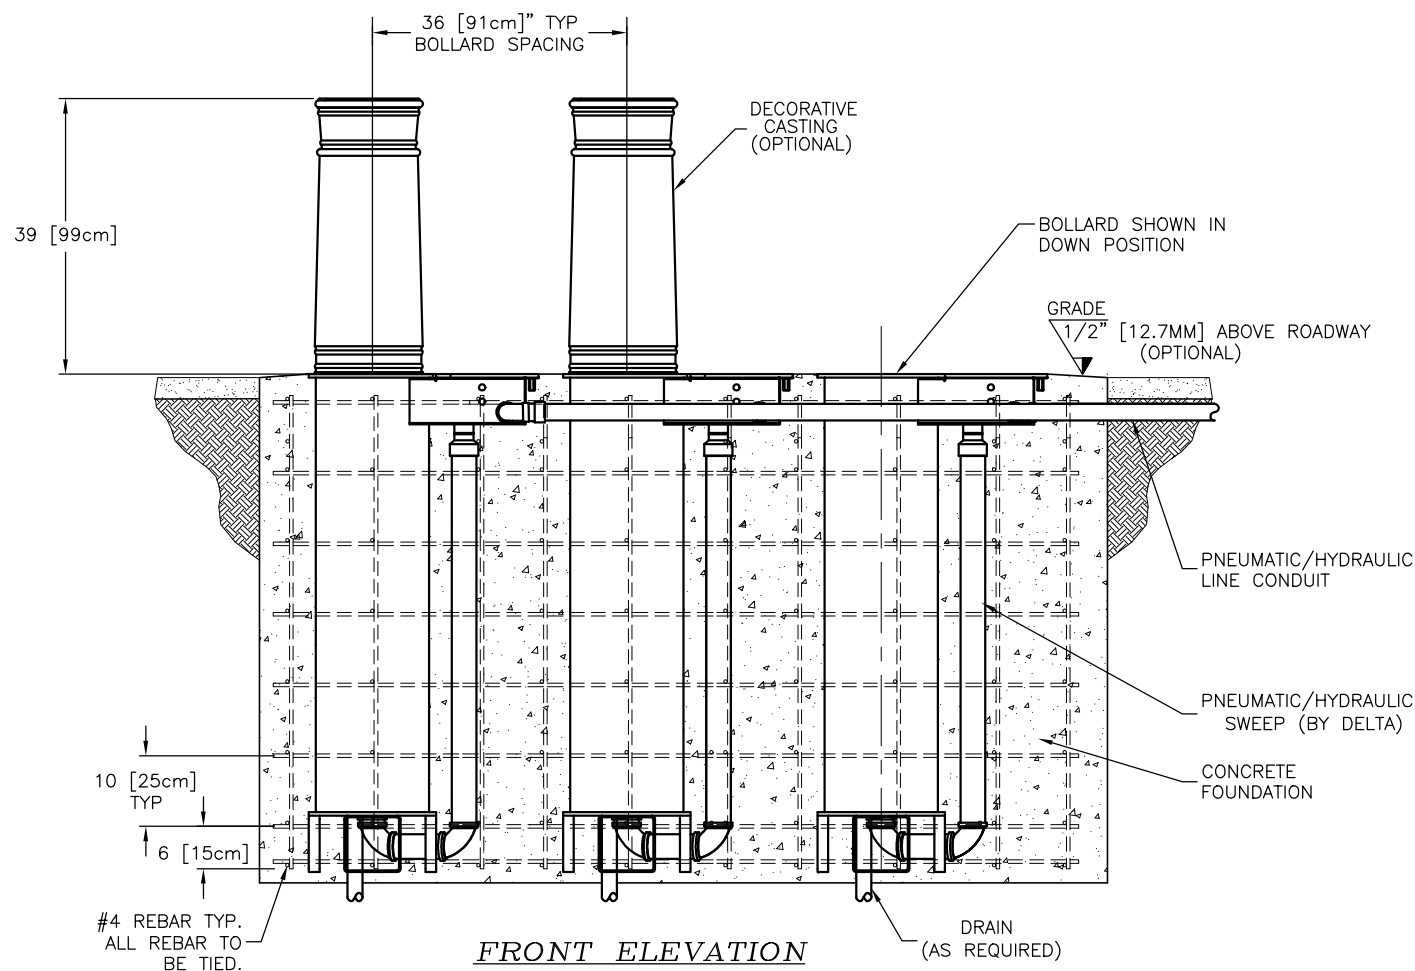 36 [91cm]" TYP
BOLLARD SPACING
DECORATIVE
CASTING
(OPTIONAL)
39 [99cm]
BOLLARD SHOWN IN
DOWN POSITION
GRADE
1/2" [12.7MM] ABOVE ROADWAY
(OPTIONAL)
PNEUMATIC/HYDRAULIC
LINE CONDUIT
PNEUMATIC/HYDRAULIC
SWEEP (BY DELTA)
10 [25cm]
TYP
CONCRETE
FOUNDATION
6 [15cm]
#4 REBAR TYP.
ALL REBAR TO
BE TIED.
DRAIN
(AS REQUIRED)
FRONT ELEVATION